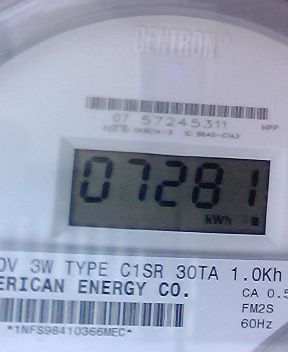 CENTRON
07 57245311
HPP
07281
kWh
0V 3W TYPE C1SR 30TA 1.0Kh
ERICAN ENERGY CO.
CA 0.5
FM2S
60Hz
*1NFS98410366MEC*